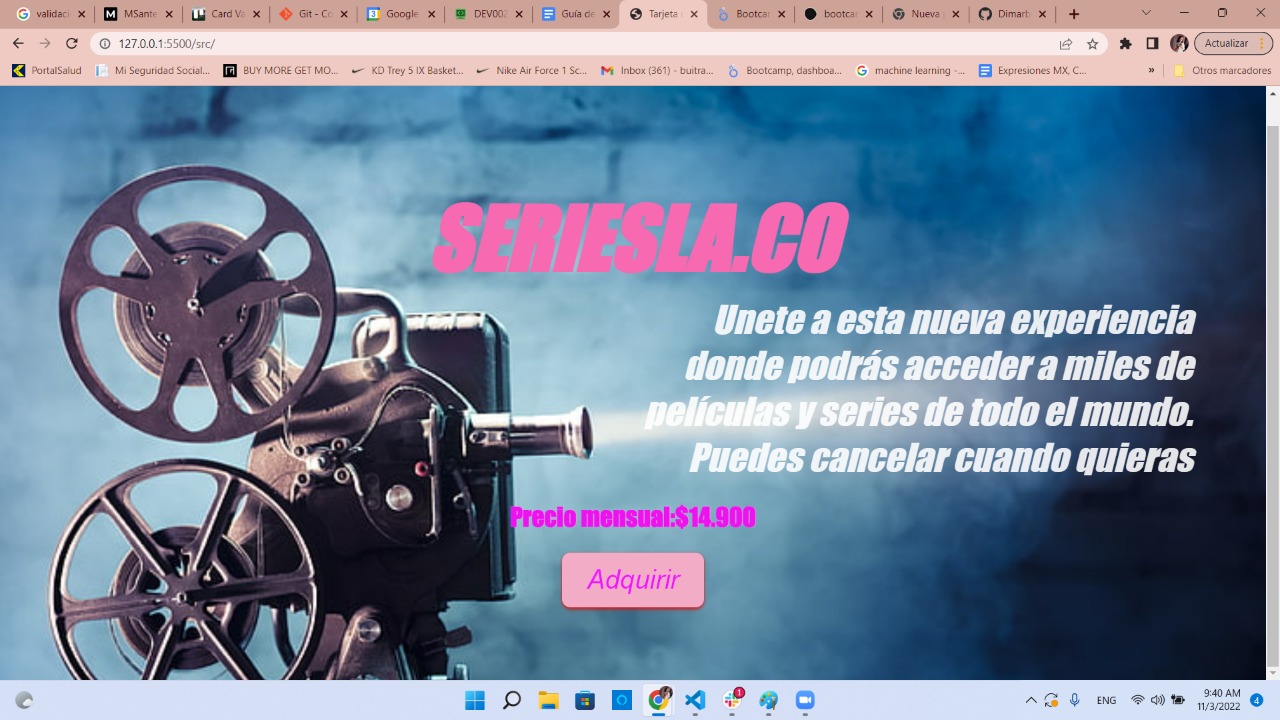 validaci
MSante
Card Va
Git - Co
Google
DEV002
Guía de
Tarjeta
Bootcar
bootcar
Nueva
Dimarb
127.0.0.1:5500/src/
Actualizar
PortalSalud
Mi Seguridad Social...
BUY MOBE GET MO...
KD Trey 5 IX Basket...
Nike Air Force 1 Sc...
Inbox (361) - buitra...
Bootcamp, dashboa...
machine learning -...
Expresiones MX, C...
»
Otros marcadores
SERIESLA.CO
Unete a esta nueva experiencia
donde podrás acceder a miles de
películas y series de todo el mundo.
Puedes cancelar cuando quieras
Precio mensual:$14.900
Adquirir
1
ENG
9:40 AM
11/3/2022
4